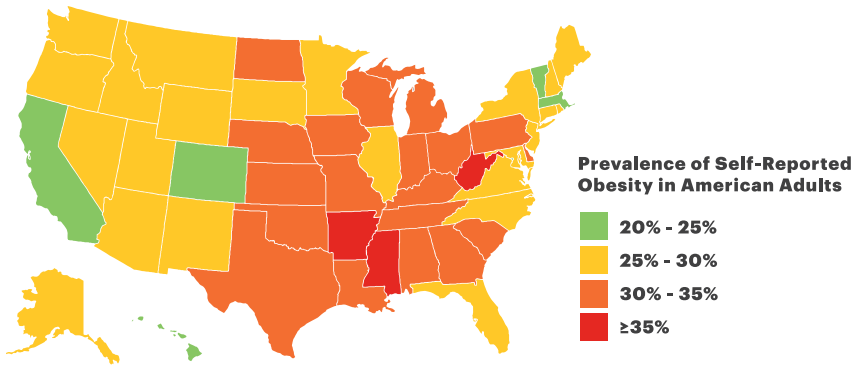 Prevalence of Self-Reported
Obesity in American Adults
20% - 25%
25% - 30%
30% - 35%
≥35%